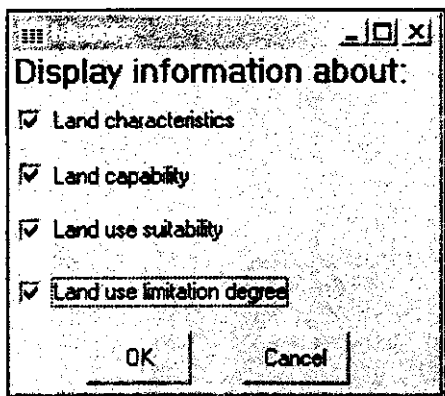 Display information about:
Land characteristics
Land capability
Land use suitability
Land use limitation degree
OK Cancel